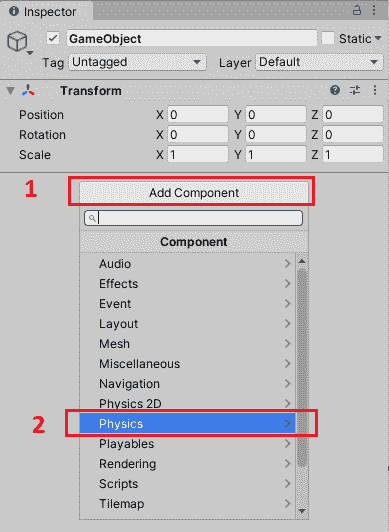 Inspector
GameObject Static
Tag Untagged Layer Default
Transform
Position X 0 Y 0 Z 0
Rotation X 0 Y 0 Z 0
Scale X 1 Y 1 Z 1
1 Add Component
Component
Audio
Effects
Event
Layout
Mesh
Miscellaneous
Navigation
Physics 2D
2 Physics
Playables
Rendering
Scripts
Tilemap